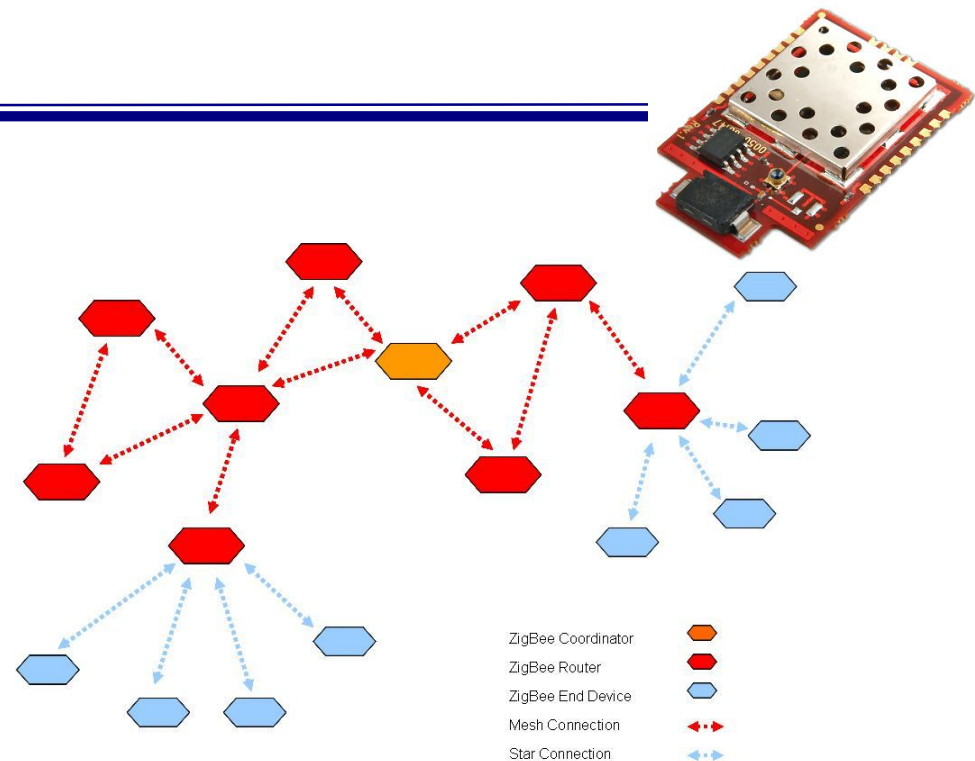 ZigBee Coordinator
ZigBee Router
ZigBee End Device
Mesh Connection
Star Connection